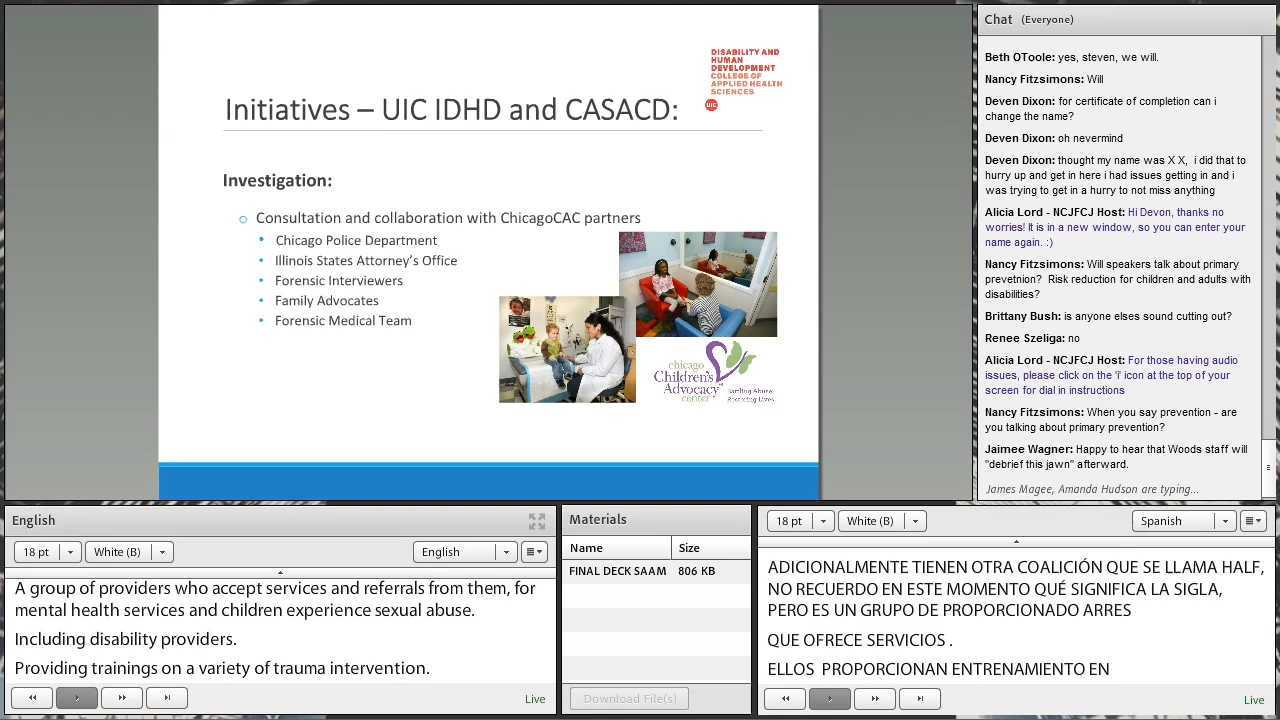 DISABILITY AND
HUMAN
DEVELOPMENT
COLLEGE OF
APPLIED HEALTH
SCIENCES
UIC
Initiatives – UIC IDHD and CASACD:
Investigation:
Consultation and collaboration with ChicagoCAC partners
Chicago Police Department
Illinois States Attorney's Office
Forensic Interviewers
Family Advocates
Forensic Medical Team
chicago
Children's
Advocacy
center
Battling Abuse.
Restoring Lives.
Chat (Everyone)
Beth OToole: yes, steven, we will.
Nancy Fitzsimons: Will
Deven Dixon: for certificate of completion can i
change the name?
Deven Dixon: oh nevermind
Deven Dixon: thought my name was X X, i did that to
hurry up and get in here i had issues getting in and i
was trying to get in a hurry to not miss anything
Alicia Lord - NCJFCJ Host: Hi Devon, thanks no
worries! It is in a new window, so you can enter your
name again. :)
Nancy Fitzsimons: Will speakers talk about primary
prevetnion? Risk reduction for children and adults with
disabilities?
Brittany Bush: is anyone elses sound cutting out?
Renee Szeliga: no
Alicia Lord - NCJFCJ Host: For those having audio
issues, please click on the 'i' icon at the top of your
screen for dial in instructions
Nancy Fitzsimons: When you say prevention - are
you talking about primary prevention?
Jaimee Wagner: Happy to hear that Woods staff will
"debrief this jawn" afterward.
James Magee, Amanda Hudson are typing...
English
18 pt White (B) English
A group of providers who accept services and referrals from them, for
mental health services and children experience sexual abuse.
Including disability providers.
Providing trainings on a variety of trauma intervention.
Live
Materials
Name Size
FINAL DECK SAAM 806 KB
Download File(s)
18 pt White (B) Spanish
ADICIONALMENTE TIENEN OTRA COALICIÓN QUE SE LLAMA HALF,
NO RECUERDO EN ESTE MOMENTO QUÉ SIGNIFICA LA SIGLA,
PERO ES UN GRUPO DE PROPORCIONADO ARRES
QUE OFRECE SERVICIOS .
ELLOS PROPORCIONAN ENTRENAMIENTO EN
Live